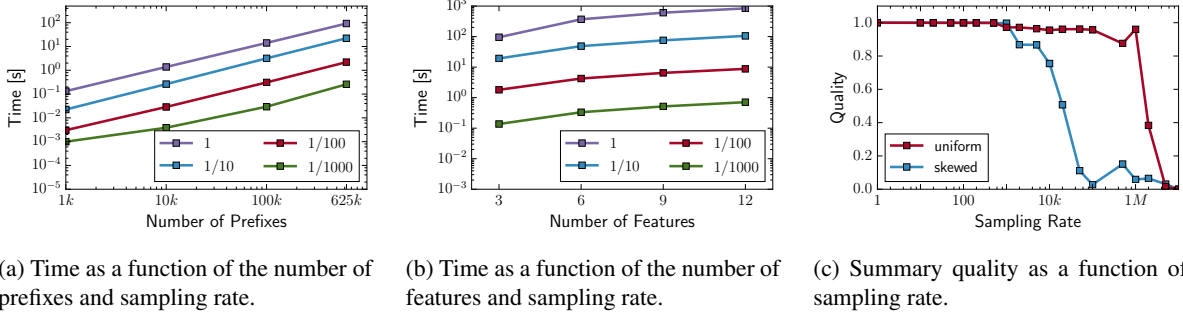 10^2
10^1
10^0
10^-1
10^-2
10^-3
10^-4
10^-5
Time [s]
1 1/100
1/10 1/1000
1k 10k 100k 625k
Number of Prefixes
10^3
10^2
10^1
10^0
10^-1
10^-2
10^-3
Time [s]
1 1/100
1/10 1/1000
3 6 9 12
Number of Features
1.0
0.8
0.6
0.4
0.2
0.0
Quality
uniform
skewed
1 100 10k 1M
Sampling Rate
(a) Time as a function of the number of
prefixes and sampling rate.
(b) Time as a function of the number of
features and sampling rate.
(c) Summary quality as a function of
sampling rate.